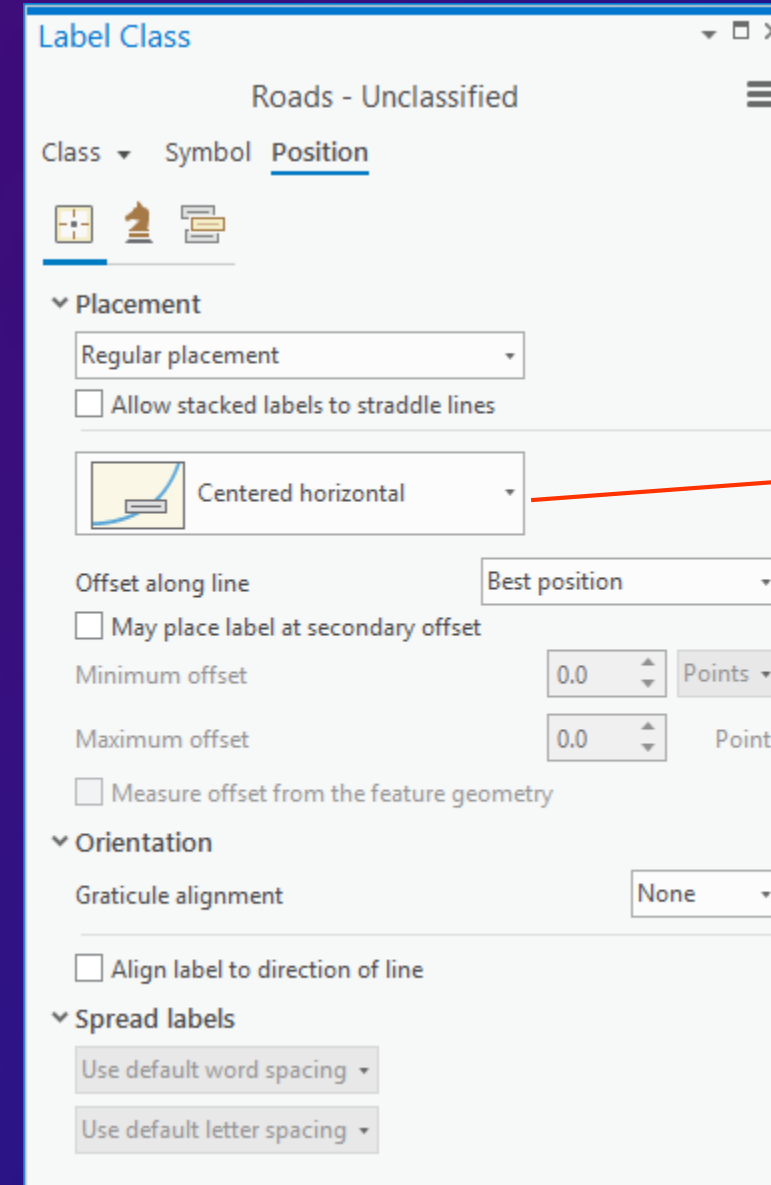 Label Class
Roads - Unclassified
Class Symbol Position
Placement
Regular placement
Allow stacked labels to straddle lines
Centered horizontal
Offset along line Best position
May place label at secondary offset
Minimum offset 0.0 Points
Maximum offset 0.0 Point
Measure offset from the feature geometry
Orientation
Graticule alignment None
Align label to direction of line
Spread labels
Use default word spacing
Use default letter spacing